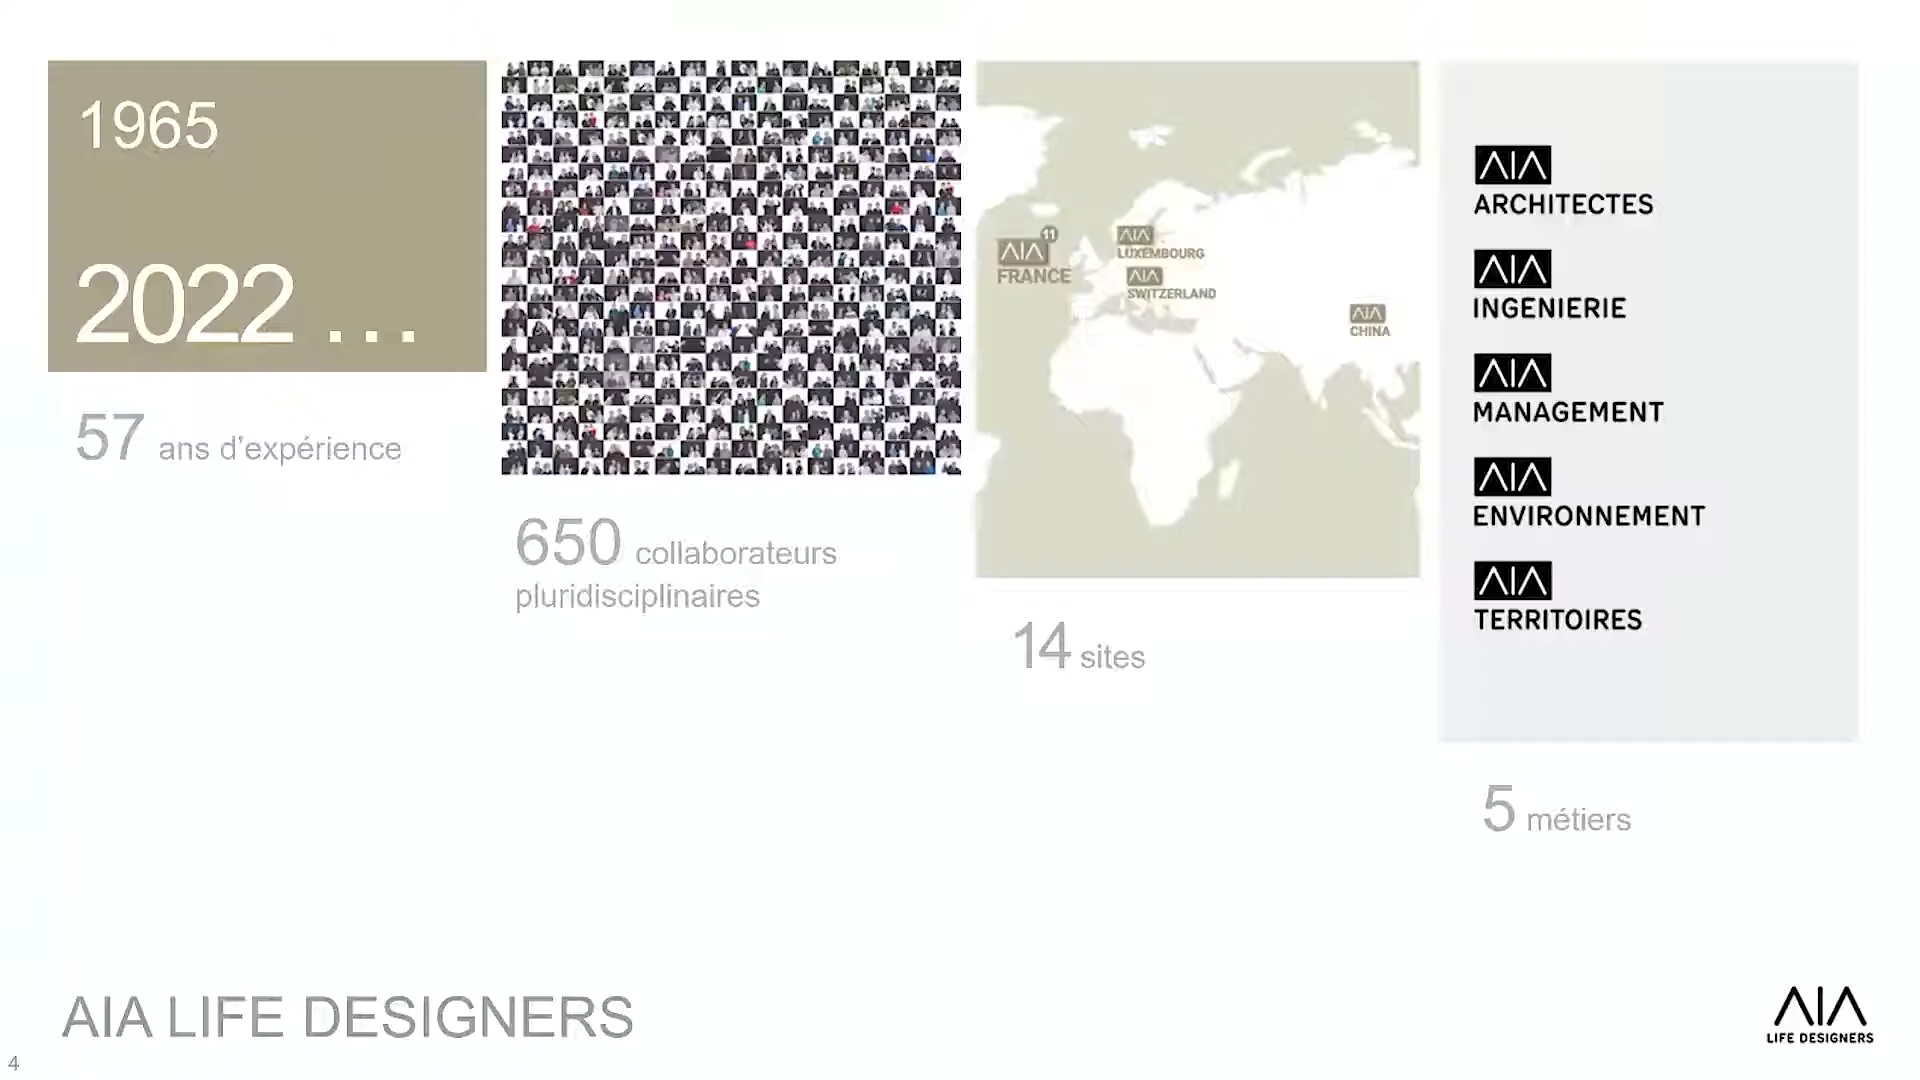 1965
2022 ...
57 ans d'expérience
650 collaborateurs
pluridisciplinaires
AIA 11
FRANCE
AIA
LUXEMBOURG
AIA
SWITZERLAND
AIA
CHINA
14 sites
AIA
ARCHITECTES
AIA
INGENIERIE
AIA
MANAGEMENT
AIA
ENVIRONNEMENT
AIA
TERRITOIRES
5 métiers
AIA LIFE DESIGNERS
4
AIA
LIFE DESIGNERS